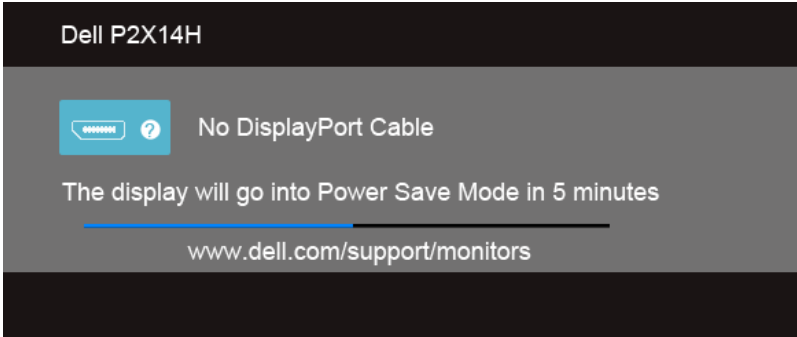 Dell P2X14H
? No DisplayPort Cable
The display will go into Power Save Mode in 5 minutes
www.dell.com/support/monitors